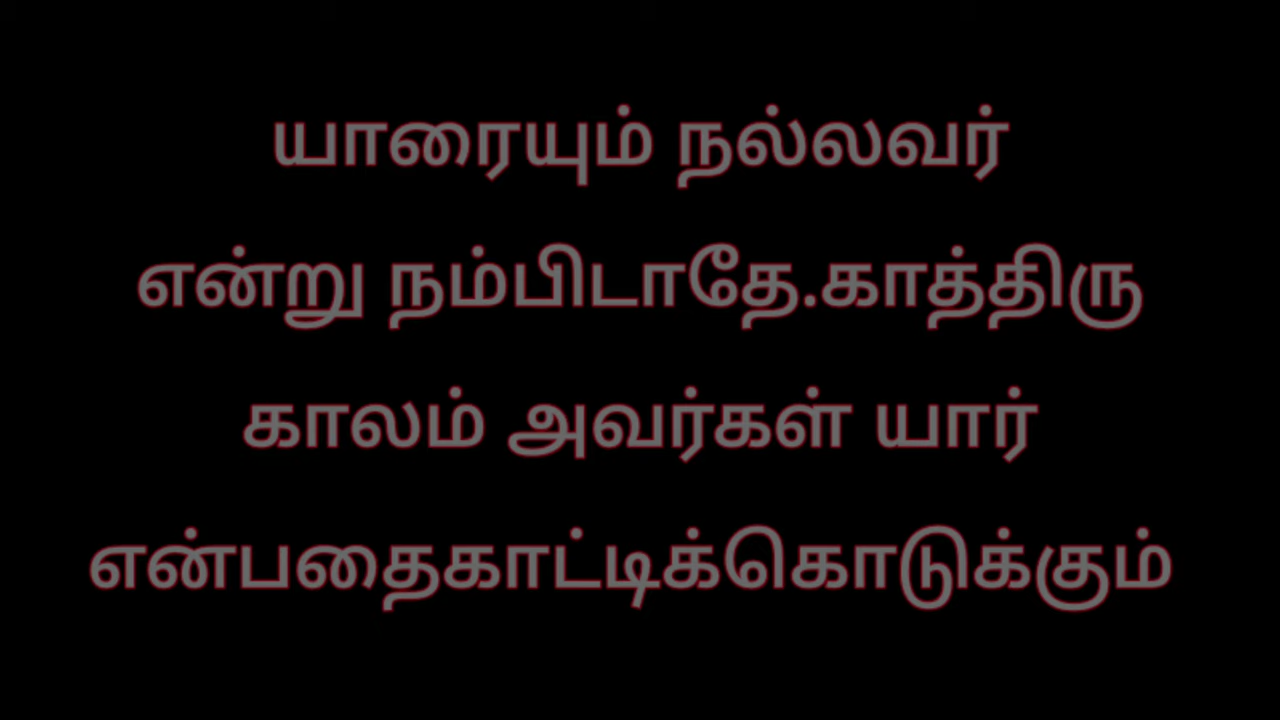 யாரையும் நல்லவர்
என்று நம்பிடாதே.காத்திரு
காலம் அவர்கள் யார்
என்பதைகாட்டிக்கொடுக்கும்